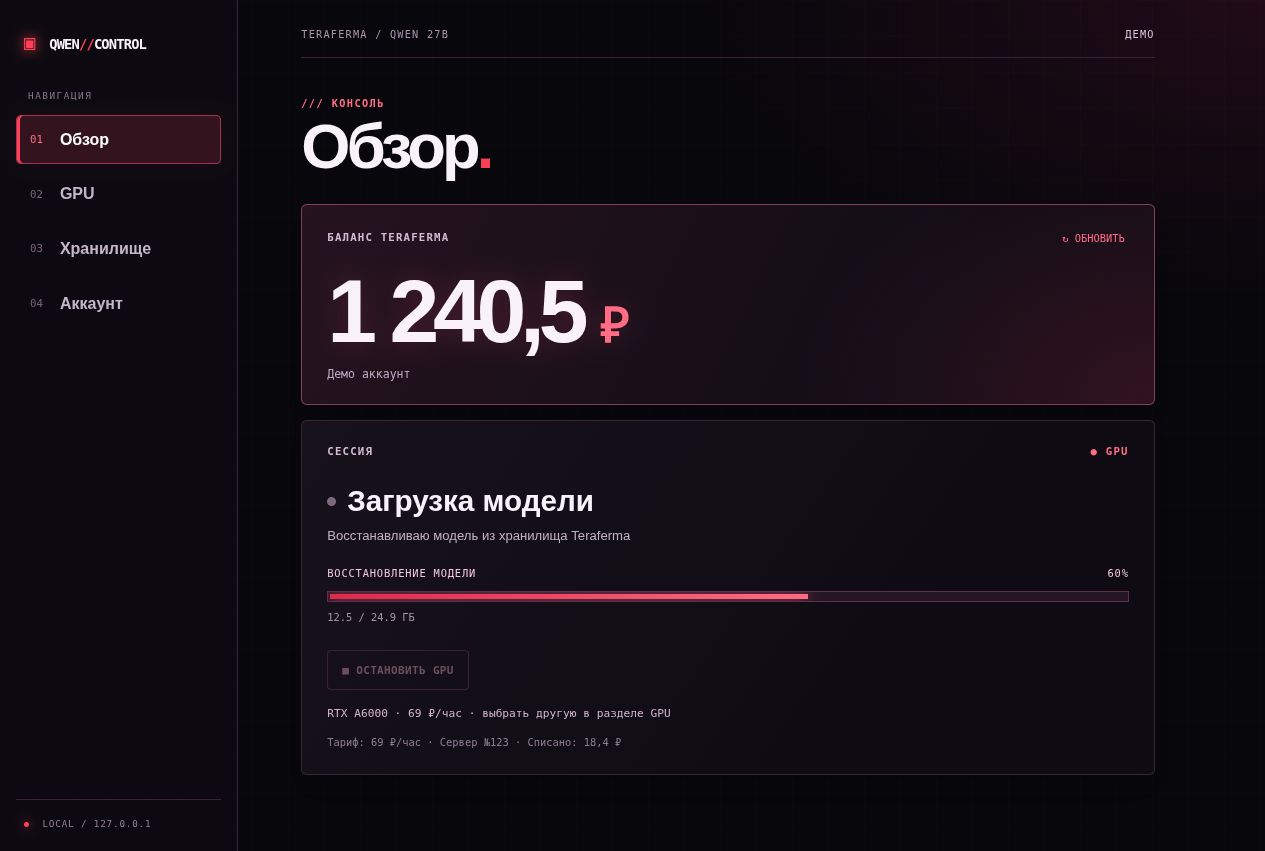 QWEN//CONTROL
НАВИГАЦИЯ
01 Обзор
02 GPU
03 Хранилище
04 Аккаунт
LOCAL / 127.0.0.1
TERAFERMA / QWEN 27B
ДЕМО
/// КОНСОЛЬ
Обзор.
БАЛАНС TERAFERMA
↻ ОБНОВИТЬ
1 240,5 ₽
Демо аккаунт
СЕССИЯ
● GPU
Загрузка модели
Восстанавливаю модель из хранилища Teraferma
ВОССТАНОВЛЕНИЕ МОДЕЛИ
60%
12.5 / 24.9 ГБ
■ ОСТАНОВИТЬ GPU
RTX A6000 · 69 ₽/час · выбрать другую в разделе GPU
Тариф: 69 ₽/час · Сервер №123 · Списано: 18,4 ₽